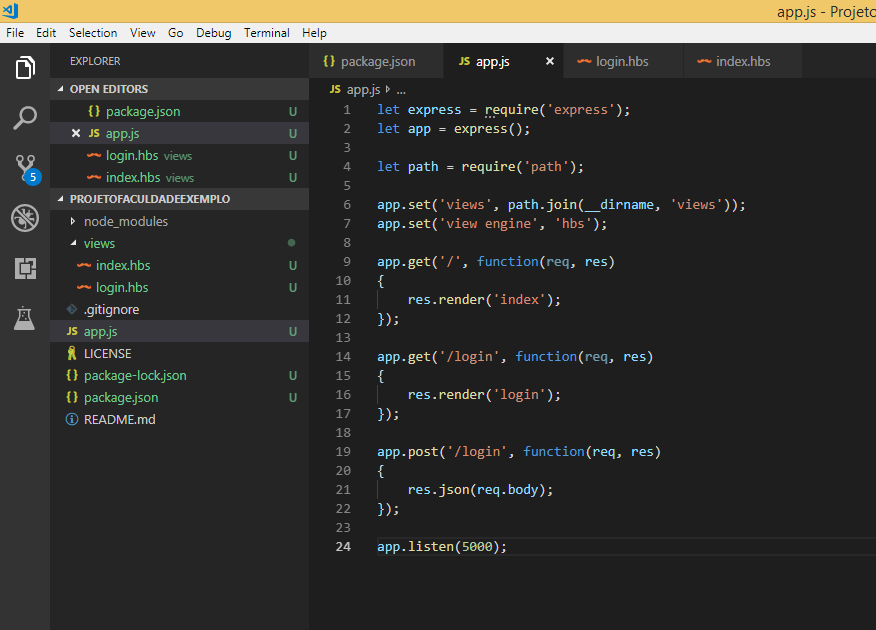 app.js - Projeto
File Edit Selection View Go Debug Terminal Help
EXPLORER
OPEN EDITORS
{} package.json U
JS app.js U
login.hbs views U
index.hbs views U
PROJETOFACULDADEEXEMPLO
node_modules
views
index.hbs U
login.hbs U
.gitignore
JS app.js U
LICENSE
{} package-lock.json U
{} package.json U
README.md
5
{} package.json JS app.js × login.hbs index.hbs
JS app.js ...
1 let express = require('express');
2 let app = express();
3
4 let path = require('path');
5
6 app.set('views', path.join(__dirname, 'views'));
7 app.set('view engine', 'hbs');
8
9 app.get('/', function(req, res)
10 {
11 res.render('index');
12 });
13
14 app.get('/login', function(req, res)
15 {
16 res.render('login');
17 });
18
19 app.post('/login', function(req, res)
20 {
21 res.json(req.body);
22 });
23
24 app.listen(5000);